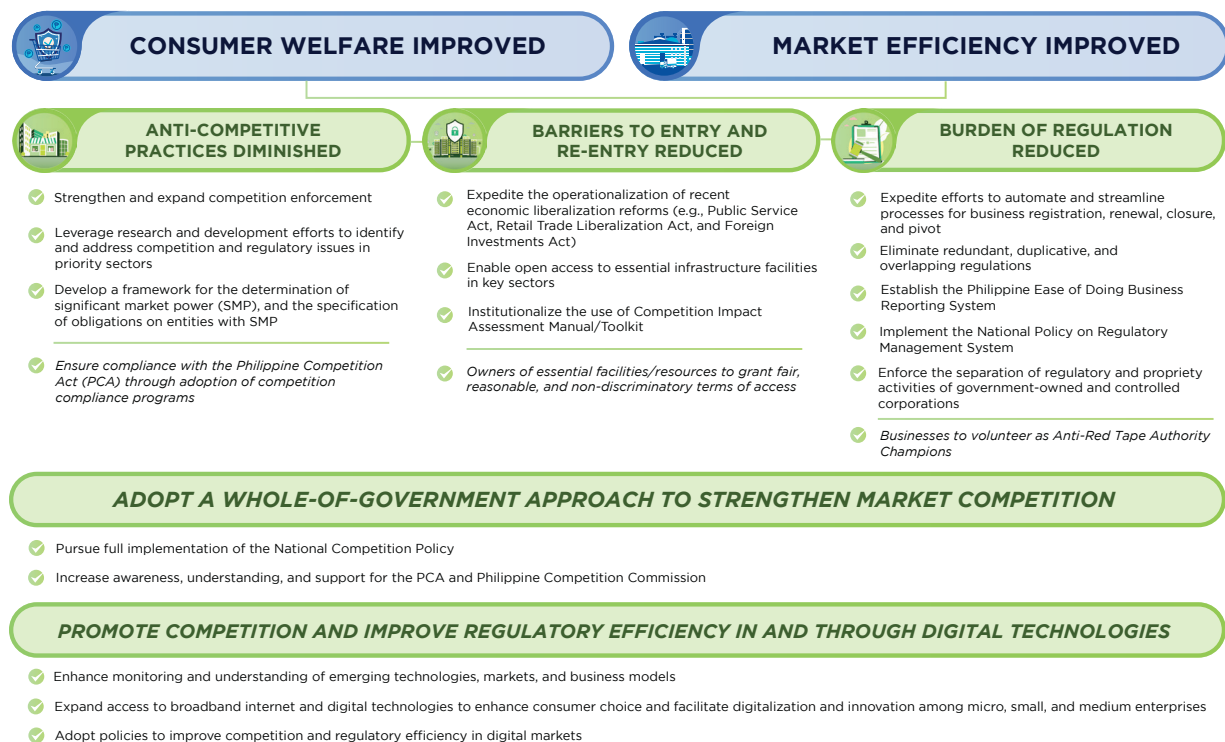 CONSUMER WELFARE IMPROVED
MARKET EFFICIENCY IMPROVED
ANTI-COMPETITIVE
PRACTICES DIMINISHED
Strengthen and expand competition enforcement
Leverage research and development efforts to identify
and address competition and regulatory issues in
priority sectors
Develop a framework for the determination of
significant market power (SMP), and the specification
of obligations on entities with SMP
Ensure compliance with the Philippine Competition
Act (PCA) through adoption of competition
compliance programs
BARRIERS TO ENTRY AND
RE-ENTRY REDUCED
Expedite the operationalization of recent
economic liberalization reforms (e.g., Public Service
Act, Retail Trade Liberalization Act, and Foreign
Investments Act)
Enable open access to essential infrastructure facilities
in key sectors
Institutionalize the use of Competition Impact
Assessment Manual/Toolkit
Owners of essential facilities/resources to grant fair,
reasonable, and non-discriminatory terms of access
BURDEN OF REGULATION
REDUCED
Expedite efforts to automate and streamline
processes for business registration, renewal, closure,
and pivot
Eliminate redundant, duplicative, and
overlapping regulations
Establish the Philippine Ease of Doing Business
Reporting System
Implement the National Policy on Regulatory
Management System
Enforce the separation of regulatory and propriety
activities of government-owned and controlled
corporations
Businesses to volunteer as Anti-Red Tape Authority
Champions
ADOPT A WHOLE-OF-GOVERNMENT APPROACH TO STRENGTHEN MARKET COMPETITION
Pursue full implementation of the National Competition Policy
Increase awareness, understanding, and support for the PCA and Philippine Competition Commission
PROMOTE COMPETITION AND IMPROVE REGULATORY EFFICIENCY IN AND THROUGH DIGITAL TECHNOLOGIES
Enhance monitoring and understanding of emerging technologies, markets, and business models
Expand access to broadband internet and digital technologies to enhance consumer choice and facilitate digitalization and innovation among micro, small, and medium enterprises
Adopt policies to improve competition and regulatory efficiency in digital markets